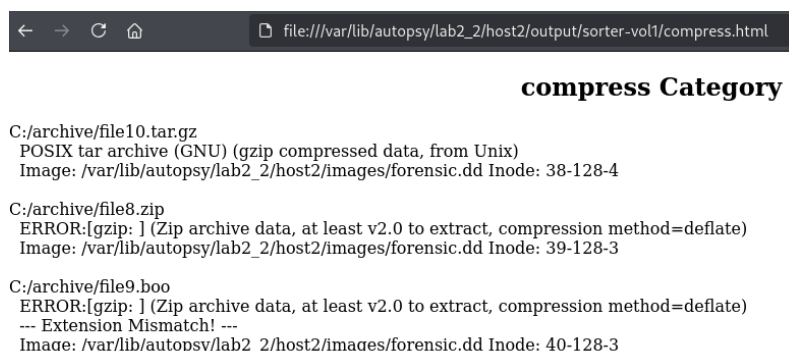 file:///var/lib/autopsy/lab2_2/host2/output/sorter-vol1/compress.html
compress Category
C:/archive/file10.tar.gz
POSIX tar archive (GNU) (gzip compressed data, from Unix)
Image: /var/lib/autopsy/lab2_2/host2/images/forensic.dd Inode: 38-128-4
C:/archive/file8.zip
ERROR:[gzip: ] (Zip archive data, at least v2.0 to extract, compression method=deflate)
Image: /var/lib/autopsy/lab2_2/host2/images/forensic.dd Inode: 39-128-3
C:/archive/file9.boo
ERROR:[gzip: ] (Zip archive data, at least v2.0 to extract, compression method=deflate)
--- Extension Mismatch! ---
Image: /var/lib/autopsy/lab2_2/host2/images/forensic.dd Inode: 40-128-3